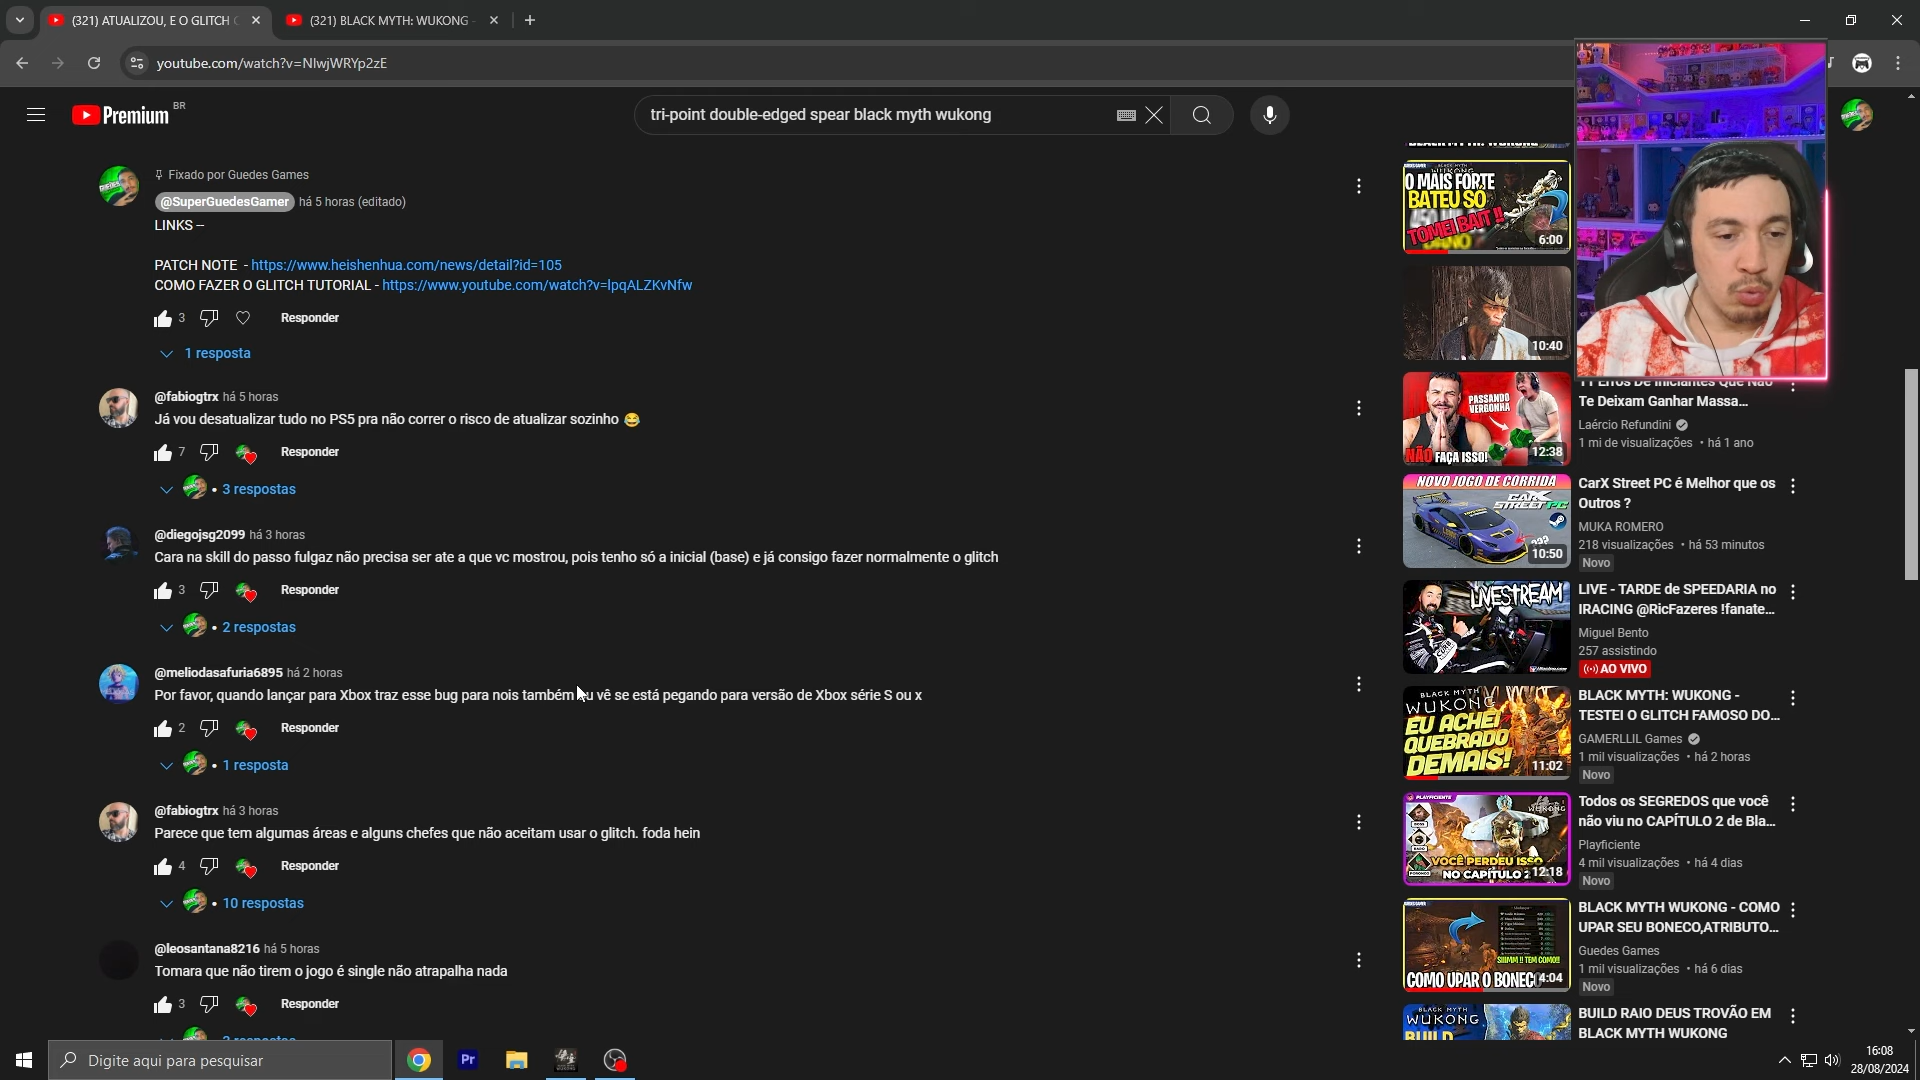 (321) ATUALIZOU, E O GLITCH
(321) BLACK MYTH: WUKONG -
youtube.com/watch?v=NlwjWRYp2zE
Premium BR
tri-point double-edged spear black myth wukong
Fixado por Guedes Games
@SuperGuedesGamer há 5 horas (editado)
LINKS --
PATCH NOTE - https://www.heishenhua.com/news/detail?id=105
COMO FAZER O GLITCH TUTORIAL - https://www.youtube.com/watch?v=lpqALZKvNfw
3 Responder
1 resposta
@fabiogtrx há 5 horas
Já vou desatualizar tudo no PS5 pra não correr o risco de atualizar sozinho 😂
7 Responder
• 3 respostas
@diegojsg2099 há 3 horas
Cara na skill do passo fulgaz não precisa ser ate a que vc mostrou, pois tenho só a inicial (base) e já consigo fazer normalmente o glitch
3 Responder
• 2 respostas
@meliodasafuria6895 há 2 horas
Por favor, quando lançar para Xbox traz esse bug para nois também vê se está pegando para versão de Xbox série S ou x
2 Responder
• 1 resposta
@fabiogtrx há 3 horas
Parece que tem algumas áreas e alguns chefes que não aceitam usar o glitch. foda hein
4 Responder
• 10 respostas
@leosantana8216 há 5 horas
Tomara que não tirem o jogo é single não atrapalha nada
3 Responder
O MAIS FORTE
BATEU SÓ
TOMEI BAIT !!
6:00
10:40
PASSANDO
VERGONHA
NÃO FAÇA ISSO!
12:38
11 Erros De Iniciantes Que Não
Te Deixam Ganhar Massa...
Laércio Refundini
1 mi de visualizações • há 1 ano
NOVO JOGO DE CORRIDA
CARX
STREET PC
???
10:50
CarX Street PC é Melhor que os
Outros ?
MUKA ROMERO
218 visualizações • há 53 minutos
Novo
LIVESTREAM
LIVE - TARDE de SPEEDARIA no
IRACING @RicFazeres !fanate...
Miguel Bento
257 assistindo
AO VIVO
BLACK MYTH
WUKONG
EU ACHEI
QUEBRADO
DEMAIS!
11:02
BLACK MYTH: WUKONG -
TESTEI O GLITCH FAMOSO DO...
GAMERLLIL Games
1 mil visualizações • há 2 horas
Novo
PLAYFICIENTE
WUKONG
VOCÊ PERDEU ISSO
NO CAPÍTULO 2
12:18
Todos os SEGREDOS que você
não viu no CAPÍTULO 2 de Bla...
Playficiente
4 mil visualizações • há 4 dias
Novo
SIIMM !! TEM COMO!!
COMO UPAR O BONECO
4:04
BLACK MYTH WUKONG - COMO
UPAR SEU BONECO,ATRIBUTO...
Guedes Games
1 mil visualizações • há 6 dias
Novo
BLACK MYTH
WUKONG
BUILD
BUILD RAIO DEUS TROVÃO EM
BLACK MYTH WUKONG
Digite aqui para pesquisar
Pr
16:08
28/08/2024